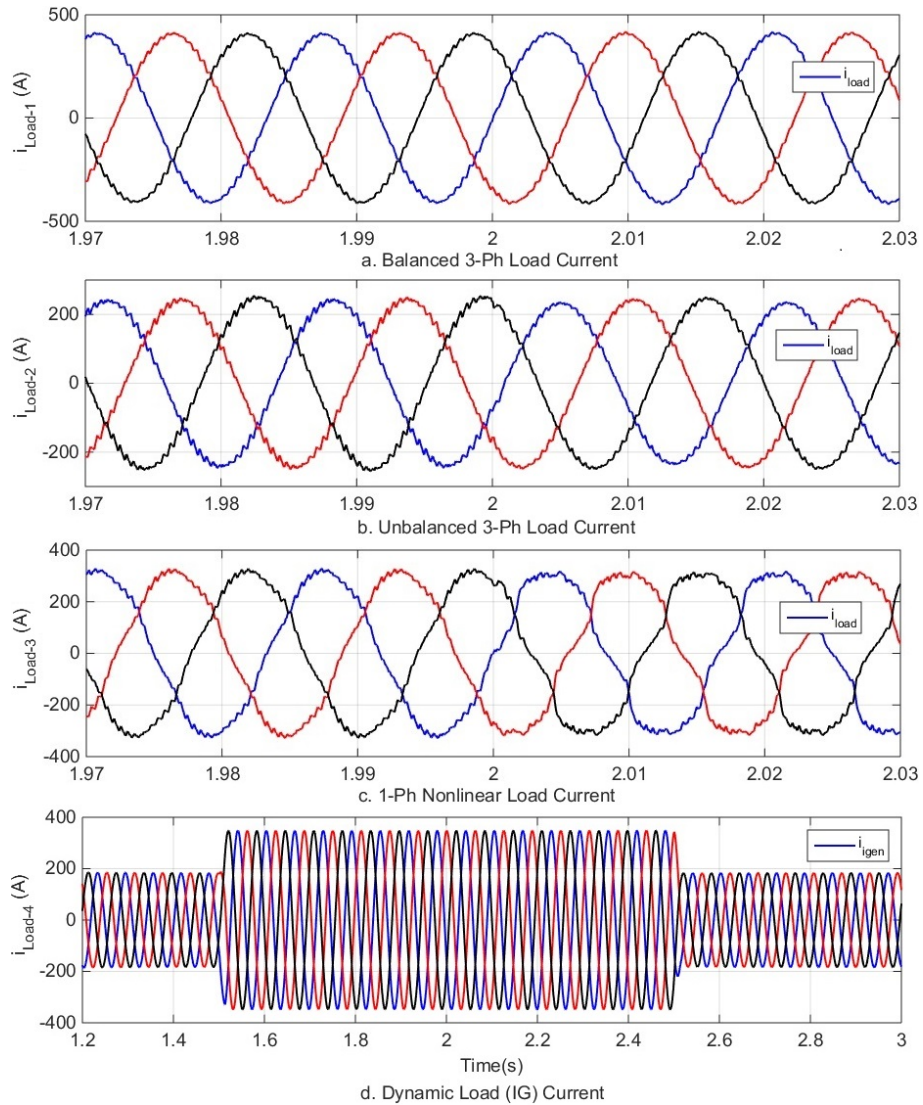 500
0
-500
i_Load-1 (A)
i_load
1.97 1.98 1.99 2 2.01 2.02 2.03
a. Balanced 3-Ph Load Current
200
0
-200
i_Load-2 (A)
i_load
1.97 1.98 1.99 2 2.01 2.02 2.03
b. Unbalanced 3-Ph Load Current
400
200
0
-200
-400
i_Load-3 (A)
i_load
1.97 1.98 1.99 2 2.01 2.02 2.03
c. 1-Ph Nonlinear Load Current
400
200
0
-200
-400
i_Load-4 (A)
i_igen
1.2 1.4 1.6 1.8 2 2.2 2.4 2.6 2.8 3
Time(s)
d. Dynamic Load (IG) Current